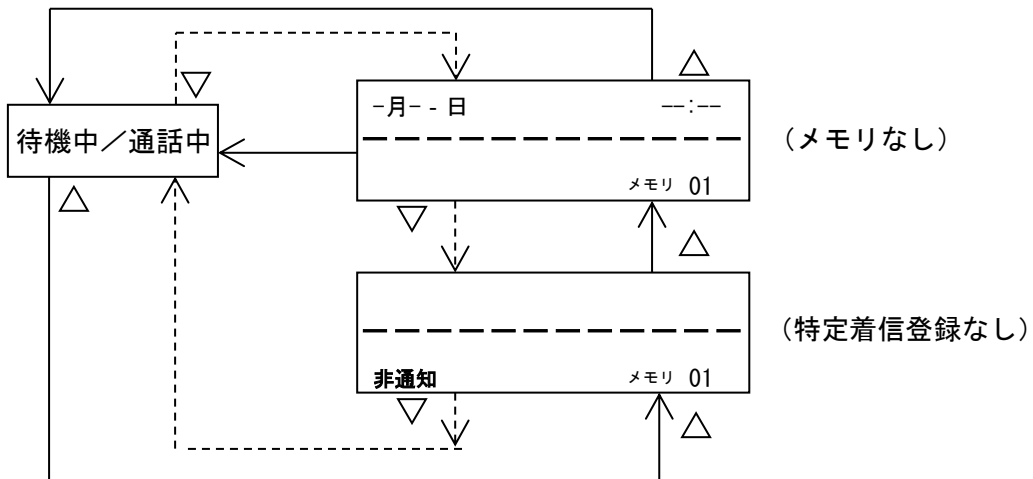 △
▽
-月- - 日 --:--
待機中／通話中
— — — — — — — — — — — —
（メモリなし）
メモリ 01
△
▽
△
— — — — — — — — — — — —
（特定着信登録なし）
非通知 メモリ 01
▽
△